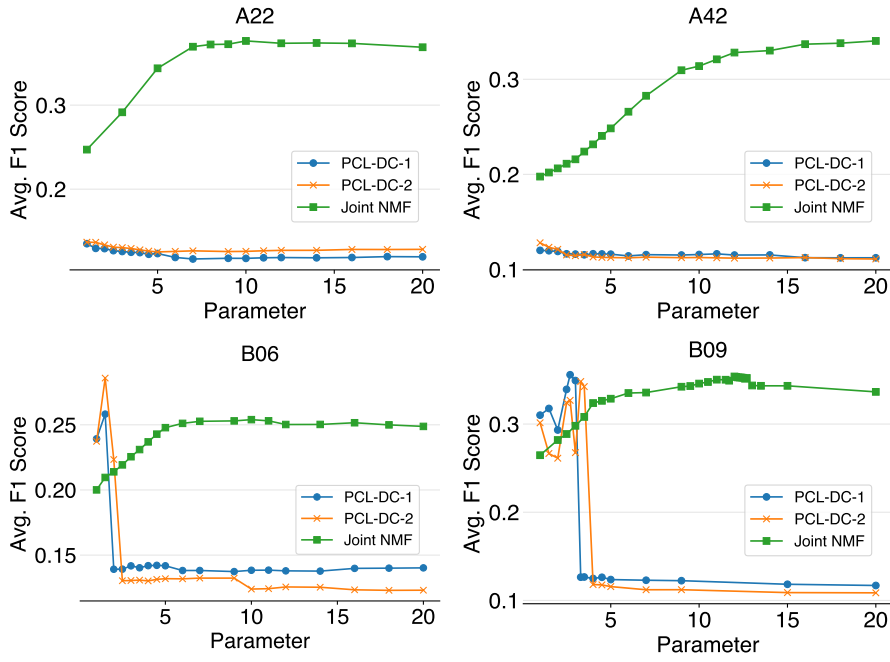 A22
Avg. F1 Score
0.3
0.2
PCL-DC-1
PCL-DC-2
Joint NMF
5 10 15 20
Parameter
A42
Avg. F1 Score
0.3
0.2
0.1
PCL-DC-1
PCL-DC-2
Joint NMF
5 10 15 20
Parameter
B06
Avg. F1 Score
0.25
0.20
0.15
PCL-DC-1
PCL-DC-2
Joint NMF
5 10 15 20
Parameter
B09
Avg. F1 Score
0.3
0.2
0.1
PCL-DC-1
PCL-DC-2
Joint NMF
5 10 15 20
Parameter